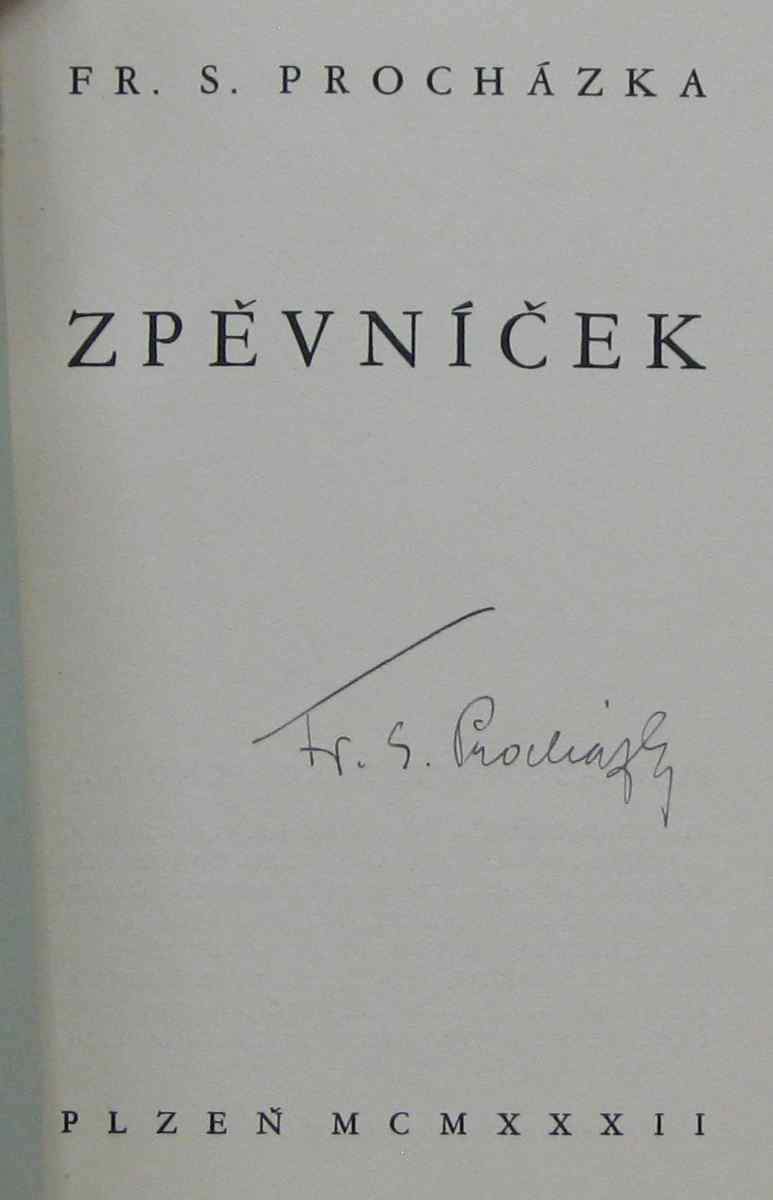 FR. S. PROCHÁZKA
ZPĚVNÍČEK
Fr. S. Procházka
PLZEŇ MCMXXXII